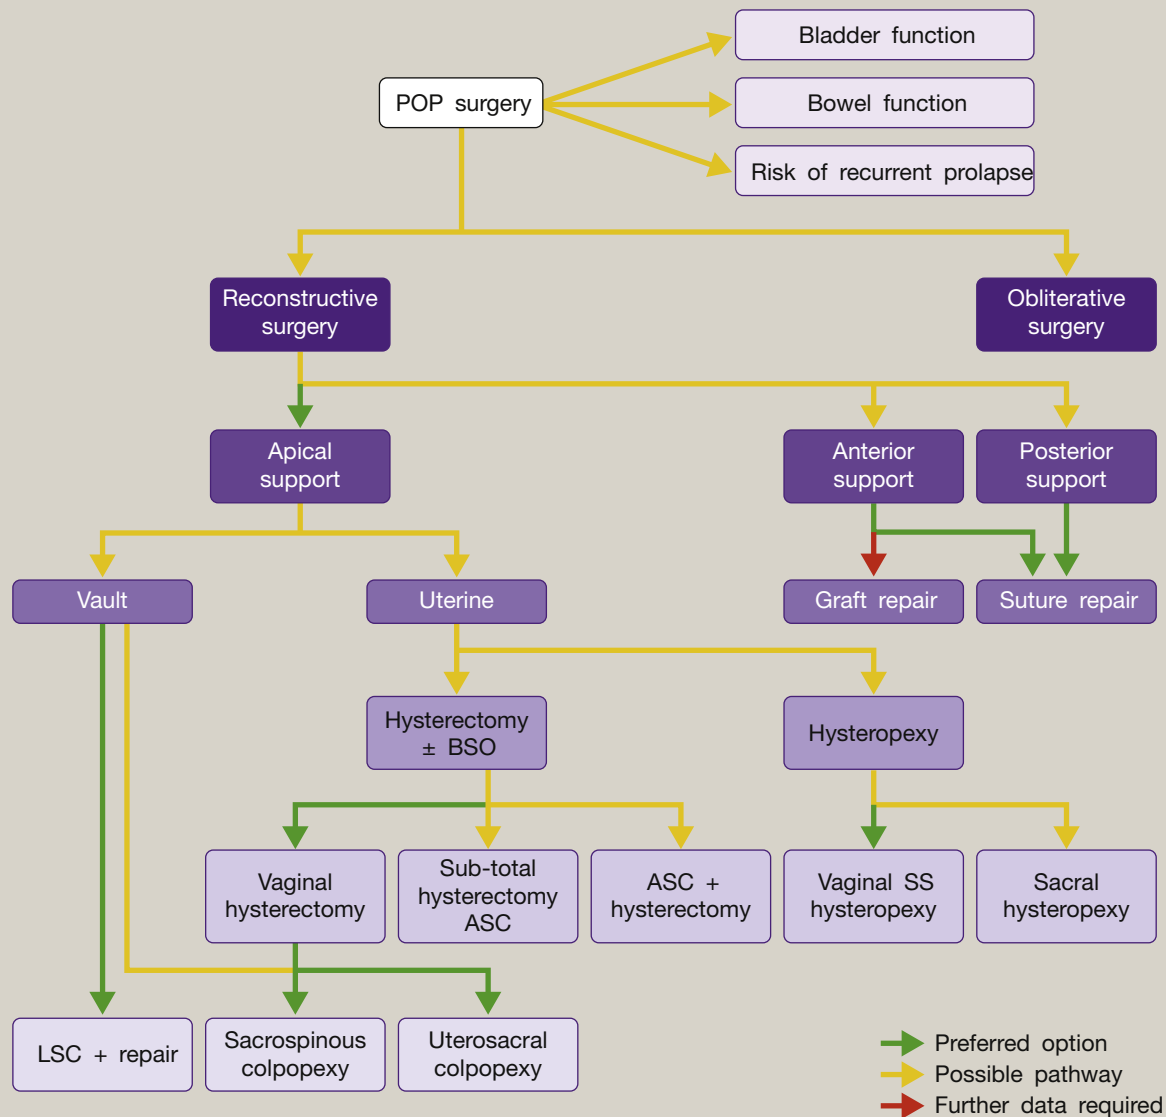 Bladder function
POP surgery
Bowel function
Risk of recurrent prolapse
Reconstructive
surgery
Obliterative
surgery
Apical
support
Anterior
support
Posterior
support
Vault
Uterine
Graft repair
Suture repair
Hysterectomy
± BSO
Hysteropexy
Vaginal
hysterectomy
Sub-total
hysterectomy
ASC
ASC +
hysterectomy
Vaginal SS
hysteropexy
Sacral
hysteropexy
LSC + repair
Sacrospinous
colpopexy
Uterosacral
colpopexy
Preferred option
Possible pathway
Further data required